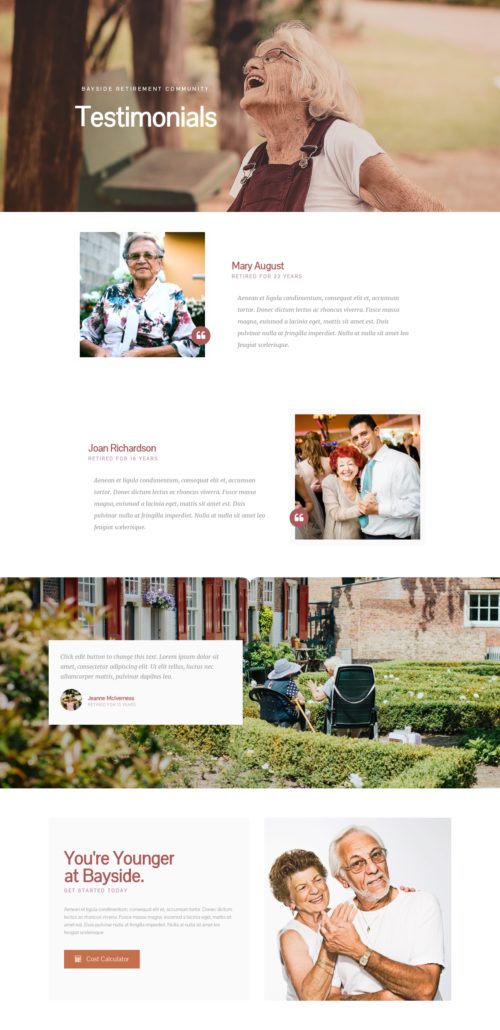 BAYSIDE RETIREMENT COMMUNITY
Testimonials
Mary August
RETIRED FOR 23 YEARS
Aenean et ligula condimentum, consequat elit et, accumsan
tortor. Donec dictum lectus ac rhoncus viverra. Fusce massa
magna, euismod a lacinia eget, mattis sit amet est. Duis
pulvinar nulla at fringilla imperdiet. Nulla at nulla sit amet leo
feugiat scelerisque.
Joan Richardson
RETIRED FOR 16 YEARS
Aenean et ligula condimentum, consequat elit et, accumsan
tortor. Donec dictum lectus ac rhoncus viverra. Fusce massa
magna, euismod a lacinia eget, mattis sit amet est. Duis
pulvinar nulla at fringilla imperdiet. Nulla at nulla sit amet leo
feugiat scelerisque.
Click edit button to change this text. Lorem ipsum dolor sit
amet, consectetur adipiscing elit. Ut elit tellus, luctus nec
ullamcorper mattis, pulvinar dapibus leo.
Jeanne McIverness
RETIRED FOR 15 YEARS
You're Younger
at Bayside.
GET STARTED TODAY
Aenean et ligula condimentum, consequat elit et, accumsan tortor. Donec dictum
lectus ac rhoncus viverra. Fusce massa magna, euismod a lacinia eget, mattis sit
amet est. Duis pulvinar nulla at fringilla imperdiet. Nulla at nulla sit amet leo
feugiat scelerisque.
Cost Calculator